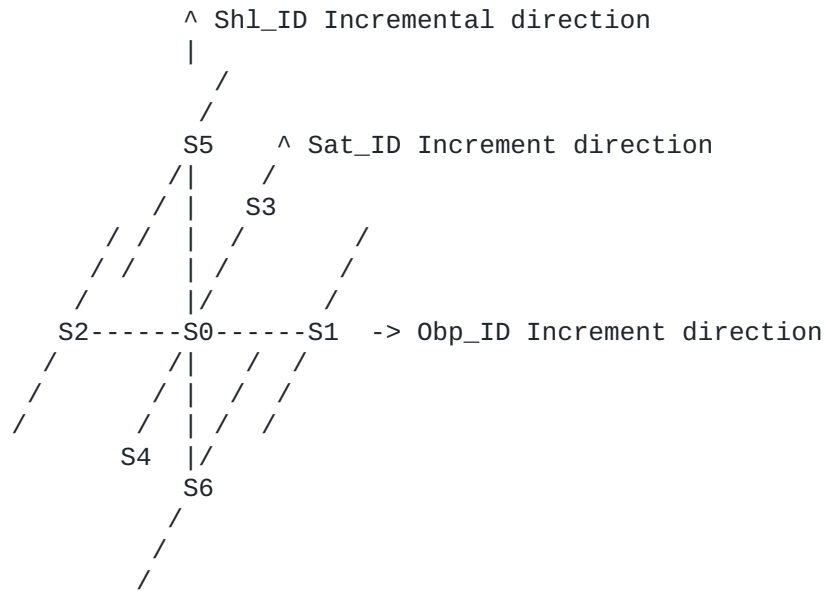 ^ Shl_ID Incremental direction
|
/
/
S5 ^ Sat_ID Increment direction
/| /
/ | S3
/ / | / /
/ / | / /
/ |/ /
S2------S0------S1 -> Obp_ID Increment direction
/ /| / /
/ / | / /
/ / | / /
S4 |/
S6
/
/
/